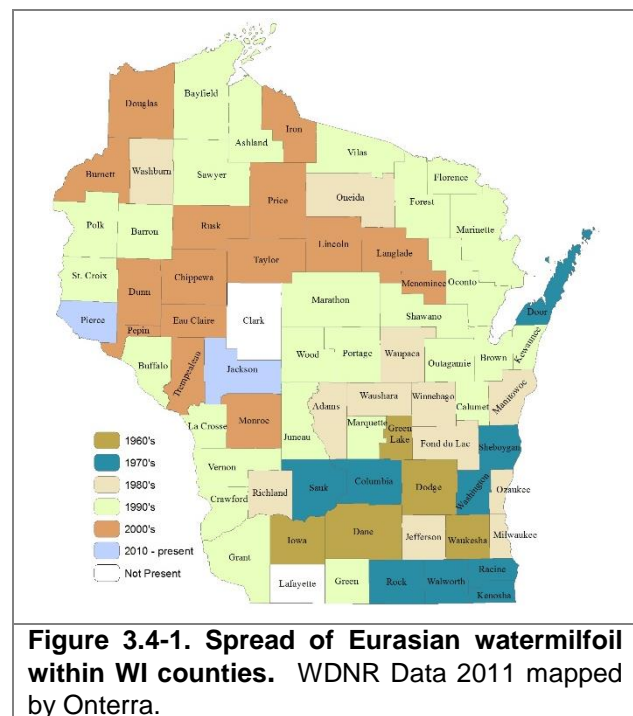 Douglas
Bayfield
Iron
Ashland
Vilas
Burnett
Washburn
Sawyer
Florence
Price
Oneida
Forest
Marinette
Polk
Barron
Rusk
Lincoln
Langlade
Taylor
St. Croix
Chippewa
Menominee
Oconto
Dunn
Marathon
Door
Pierce
Pepin
Eau Claire
Clark
Shawano
Buffalo
Trempealeau
Jackson
Wood
Portage
Waupaca
Outagamie
Brown
Kewaunee
La Crosse
Monroe
Juneau
Adams
Waushara
Marquette
Green
Lake
Winnebago
Calumet
Manitowoc
Fond du Lac
Sheboygan
Vernon
Crawford
Richland
Sauk
Columbia
Dodge
Washington
Ozaukee
Grant
Iowa
Dane
Jefferson
Waukesha
Milwaukee
Lafayette
Green
Rock
Walworth
Racine
Kenosha
1960's
1970's
1980's
1990's
2000's
2010 - present
Not Present
Figure 3.4-1. Spread of Eurasian watermilfoil
within WI counties. WDNR Data 2011 mapped
by Onterra.